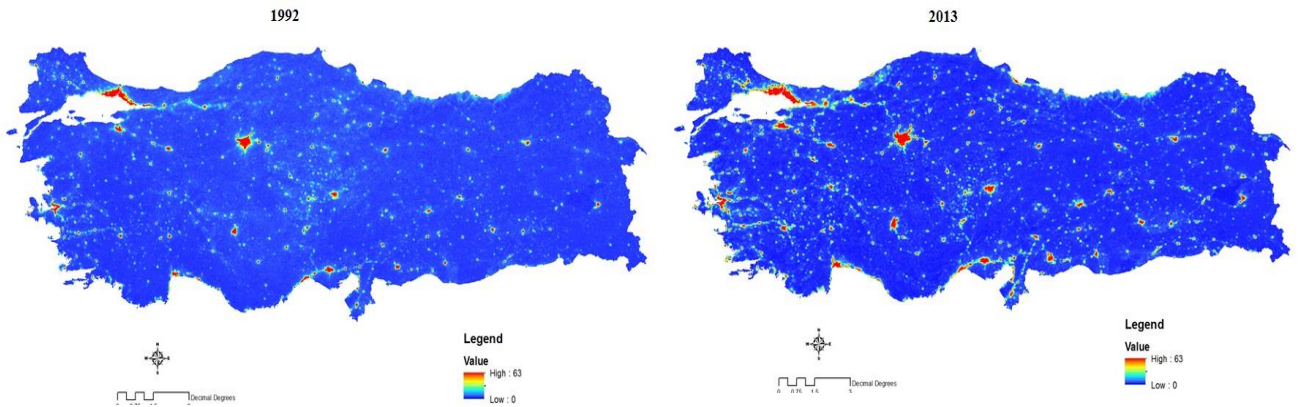 1992
2013
Legend
Value
High : 63
Low : 0
N
W
E
S
Decimal Degrees
Legend
Value
High : 63
Low : 0
N
W
E
S
0 0.75 1.5 3
Decimal Degrees